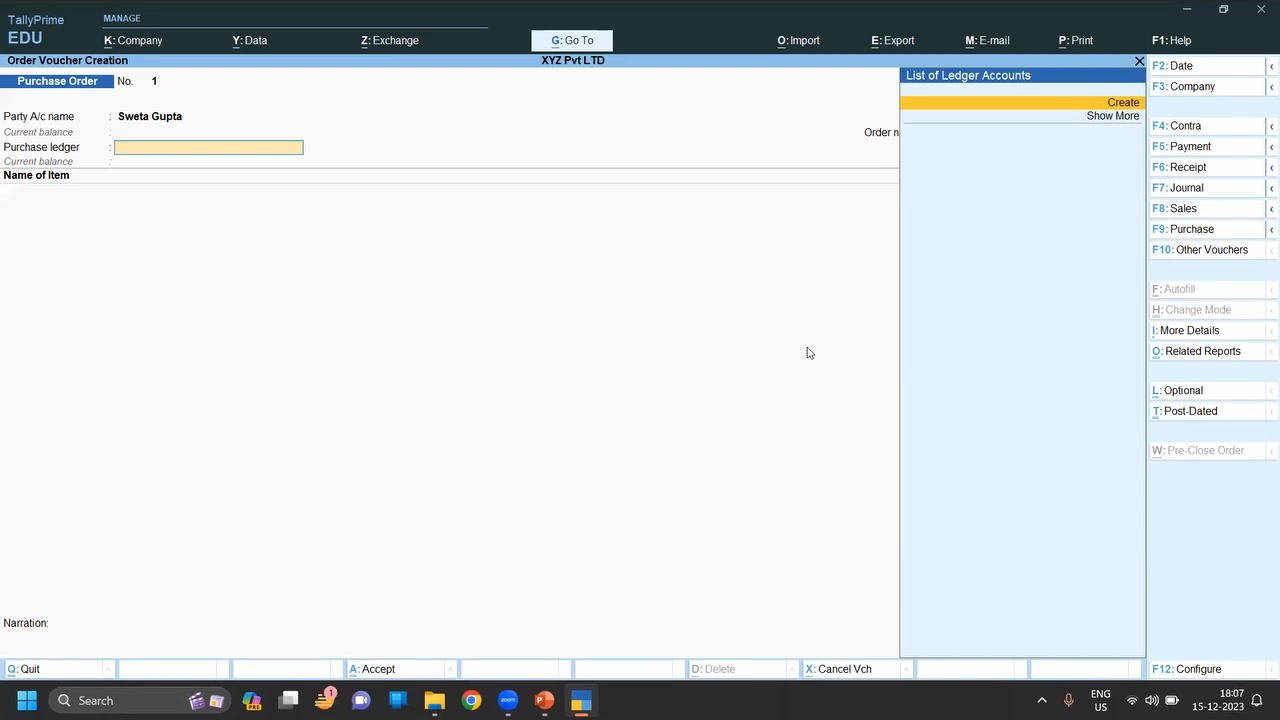 TallyPrime
EDU
MANAGE
K: Company
Y: Data
Z: Exchange
G: Go To
O: Import
E: Export
M: E-mail
P: Print
F1: Help
Order Voucher Creation
XYZ Pvt LTD
Purchase Order No. 1
Party A/c name : Sweta Gupta
Current balance :
Order n
Purchase ledger :
Current balance :
Name of Item
List of Ledger Accounts
Create
Show More
Narration:
F2: Date
F3: Company
F4: Contra
F5: Payment
F6: Receipt
F7: Journal
F8: Sales
F9: Purchase
F10: Other Vouchers
F: Autofill
H: Change Mode
I: More Details
O: Related Reports
L: Optional
T: Post-Dated
W: Pre-Close Order
Q: Quit
A: Accept
D: Delete
X: Cancel Vch
F12: Configure
Search
PRE
1
ENG
US
18:07
15-12-2023